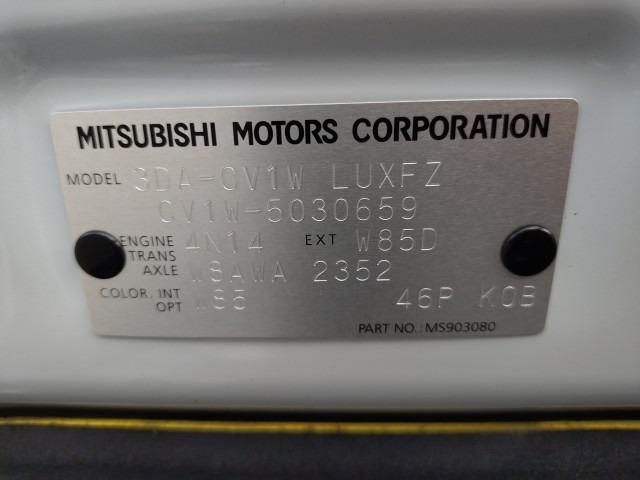 MITSUBISHI MOTORS CORPORATION
MODEL 3DA-CV1W LUXFZ
CV1W-5030659
ENGINE 4N14 EXT W85D
TRANS AXLE W8AWA 2352
COLOR. INT OPT 46P K0B
PART NO.: MS903080